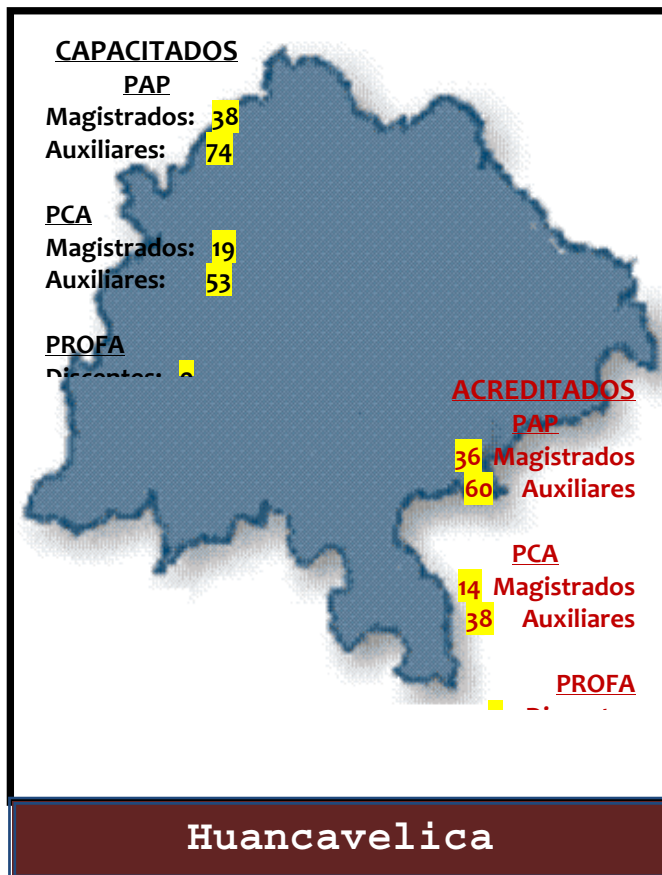 CAPACITADOS
PAP
Magistrados: 38
Auxiliares: 74
PCA
Magistrados: 19
Auxiliares: 53
PROFA
Discentes:
ACREDITADOS
PAP
36 Magistrados
60 Auxiliares
PCA
14 Magistrados
38 Auxiliares
PROFA
Huancavelica